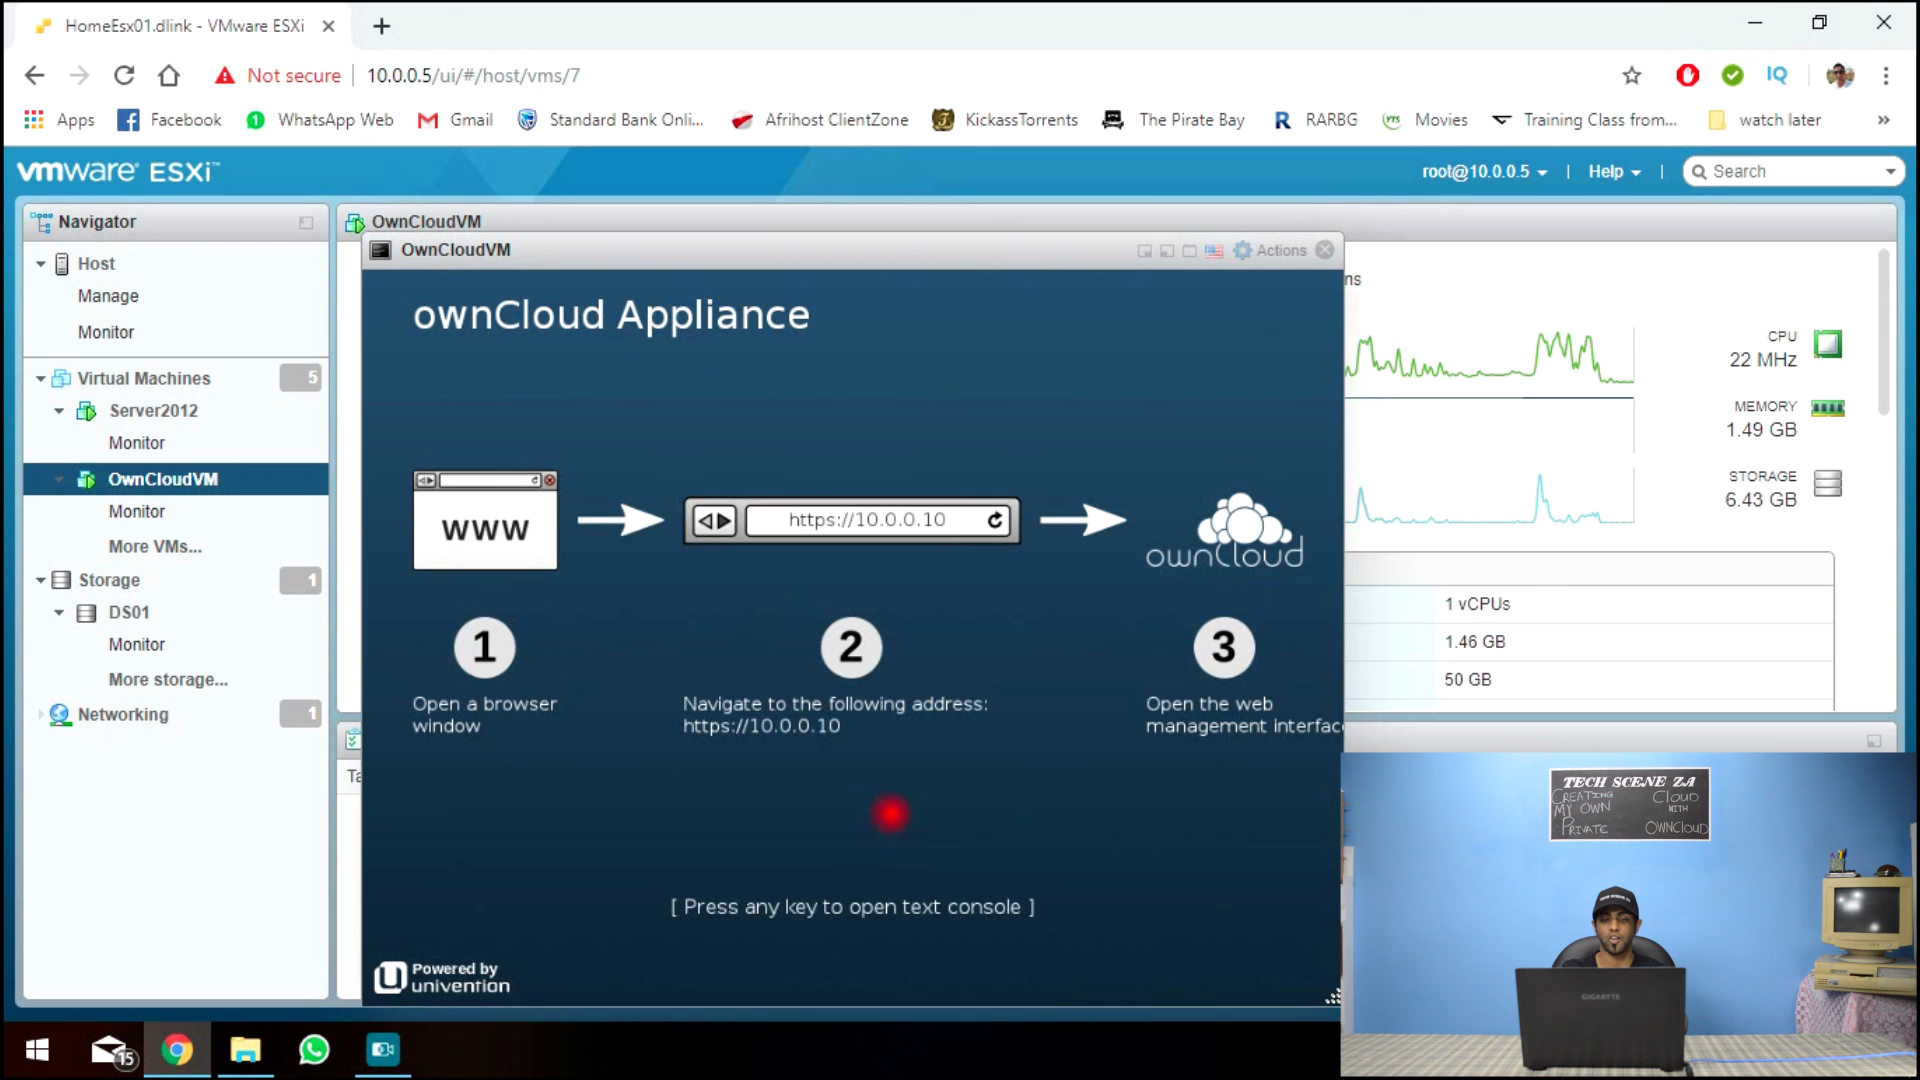 HomeEsx01.dlink - VMware ESXi
Not secure
10.0.0.5/ui/#/host/vms/7
IQ
Apps
Facebook
1
WhatsApp Web
Gmail
Standard Bank Onli...
Afrihost ClientZone
KickassTorrents
The Pirate Bay
R
RARBG
Movies
Training Class from...
watch later
»
vmware® ESXi™
root@10.0.0.5
|
Help
|
Search
Navigator
OwnCloudVM
OwnCloudVM
Actions
Host
Manage
Monitor
Virtual Machines
5
Server2012
Monitor
OwnCloudVM
Monitor
More VMs...
Storage
1
DS01
Monitor
More storage...
Networking
1
ownCloud Appliance
www
https://10.0.0.10
ownCloud
1
2
3
Open a browser
window
Navigate to the following address:
https://10.0.0.10
Open the web
management interfac
[ Press any key to open text console ]
Powered by
univention
ns
CPU
22 MHz
MEMORY
1.49 GB
STORAGE
6.43 GB
1 vCPUs
1.46 GB
50 GB
Ta
TECH SCENE ZA
CREATING
MY OWN
PRIVATE
CLOUD
WITH
OWNCLOUD
GIGABYTE
15